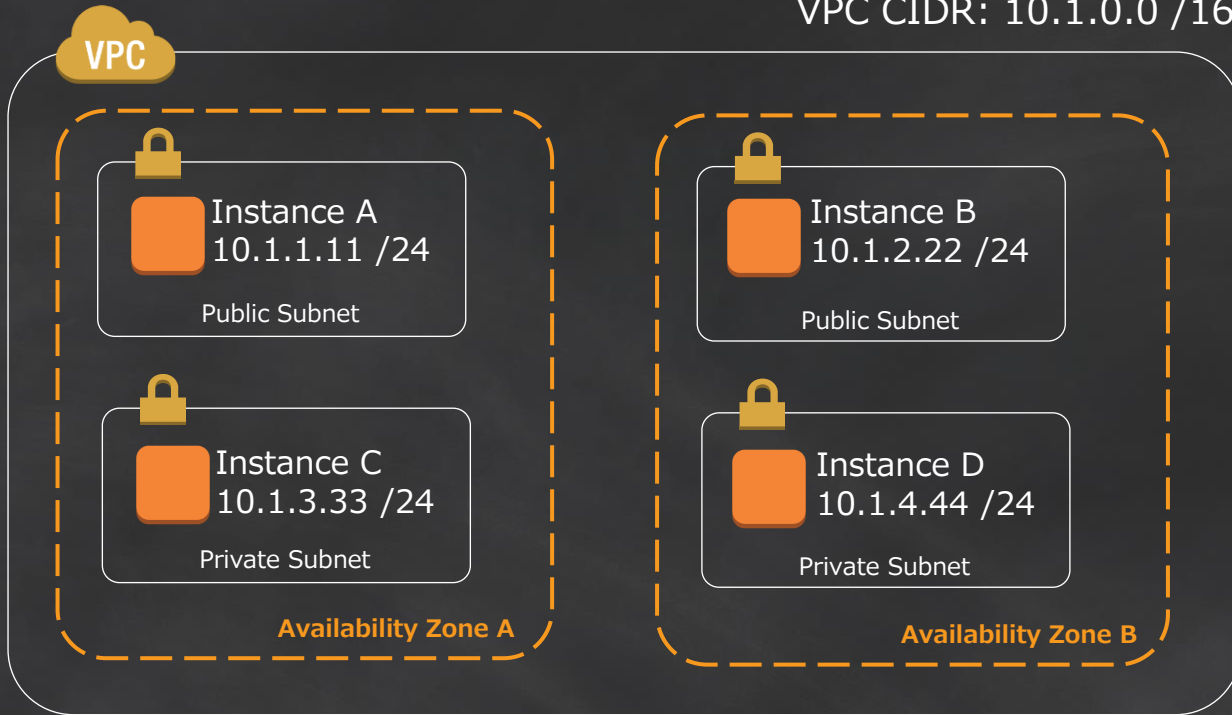 VPC CIDR: 10.1.0.0 /16
VPC
Instance A
10.1.1.11 /24
Public Subnet
Instance B
10.1.2.22 /24
Public Subnet
Instance C
10.1.3.33 /24
Private Subnet
Instance D
10.1.4.44 /24
Private Subnet
Availability Zone A
Availability Zone B